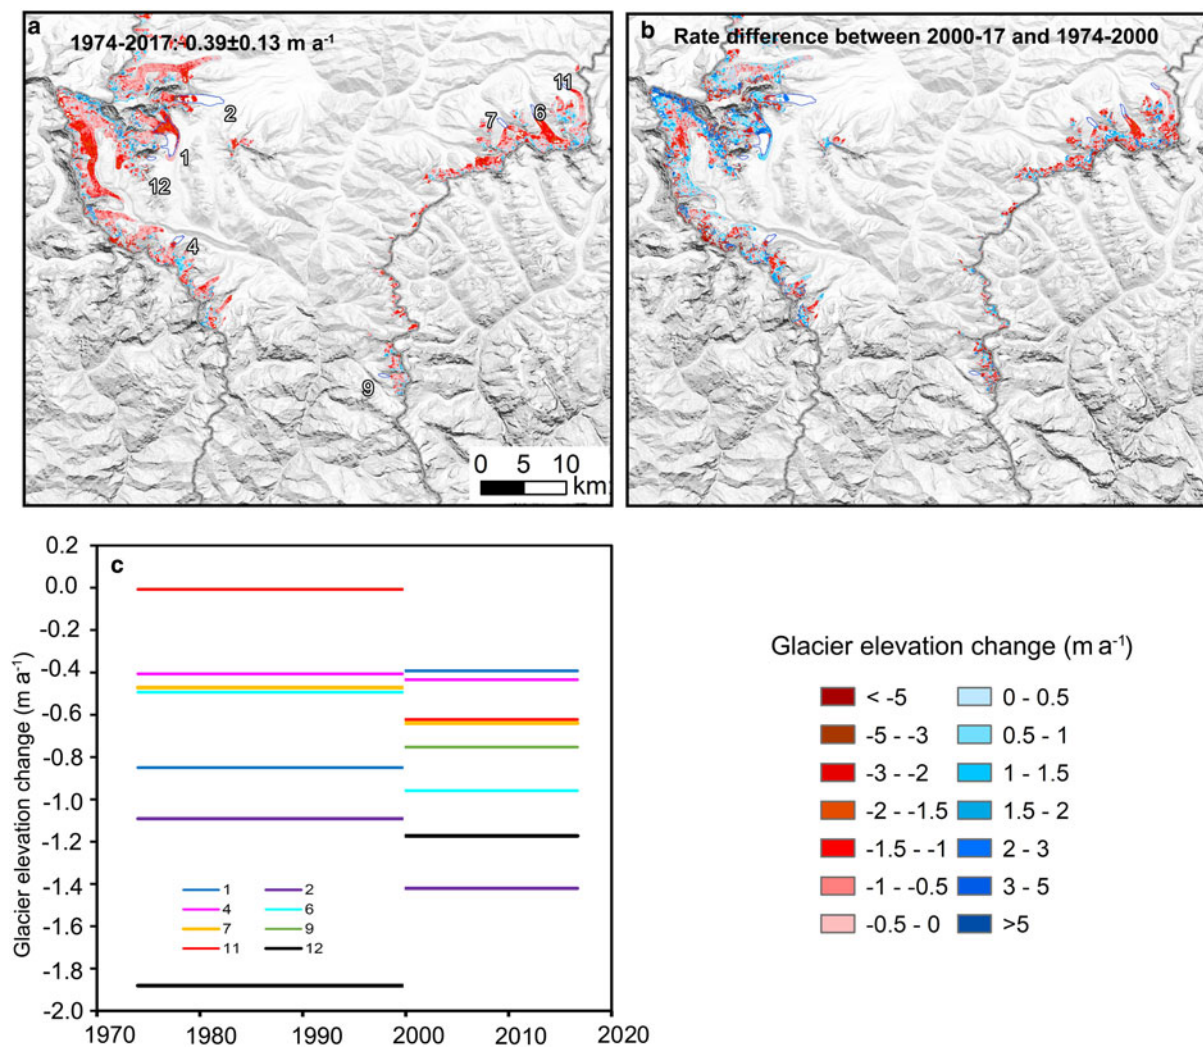 a
1974-2017:-0.39±0.13 m a⁻¹
2
1
12
4
7
6
11
9
0 5 10
km
b
Rate difference between 2000-17 and 1974-2000
c
Glacier elevation change (m a⁻¹)
0.2
0.0
-0.2
-0.4
-0.6
-0.8
-1.0
-1.2
-1.4
-1.6
-1.8
-2.0
1970 1980 1990 2000 2010 2020
1 2
4 6
7 9
11 12
Glacier elevation change (m a⁻¹)
< -5 0 - 0.5
-5 - -3 0.5 - 1
-3 - -2 1 - 1.5
-2 - -1.5 1.5 - 2
-1.5 - -1 2 - 3
-1 - -0.5 3 - 5
-0.5 - 0 >5